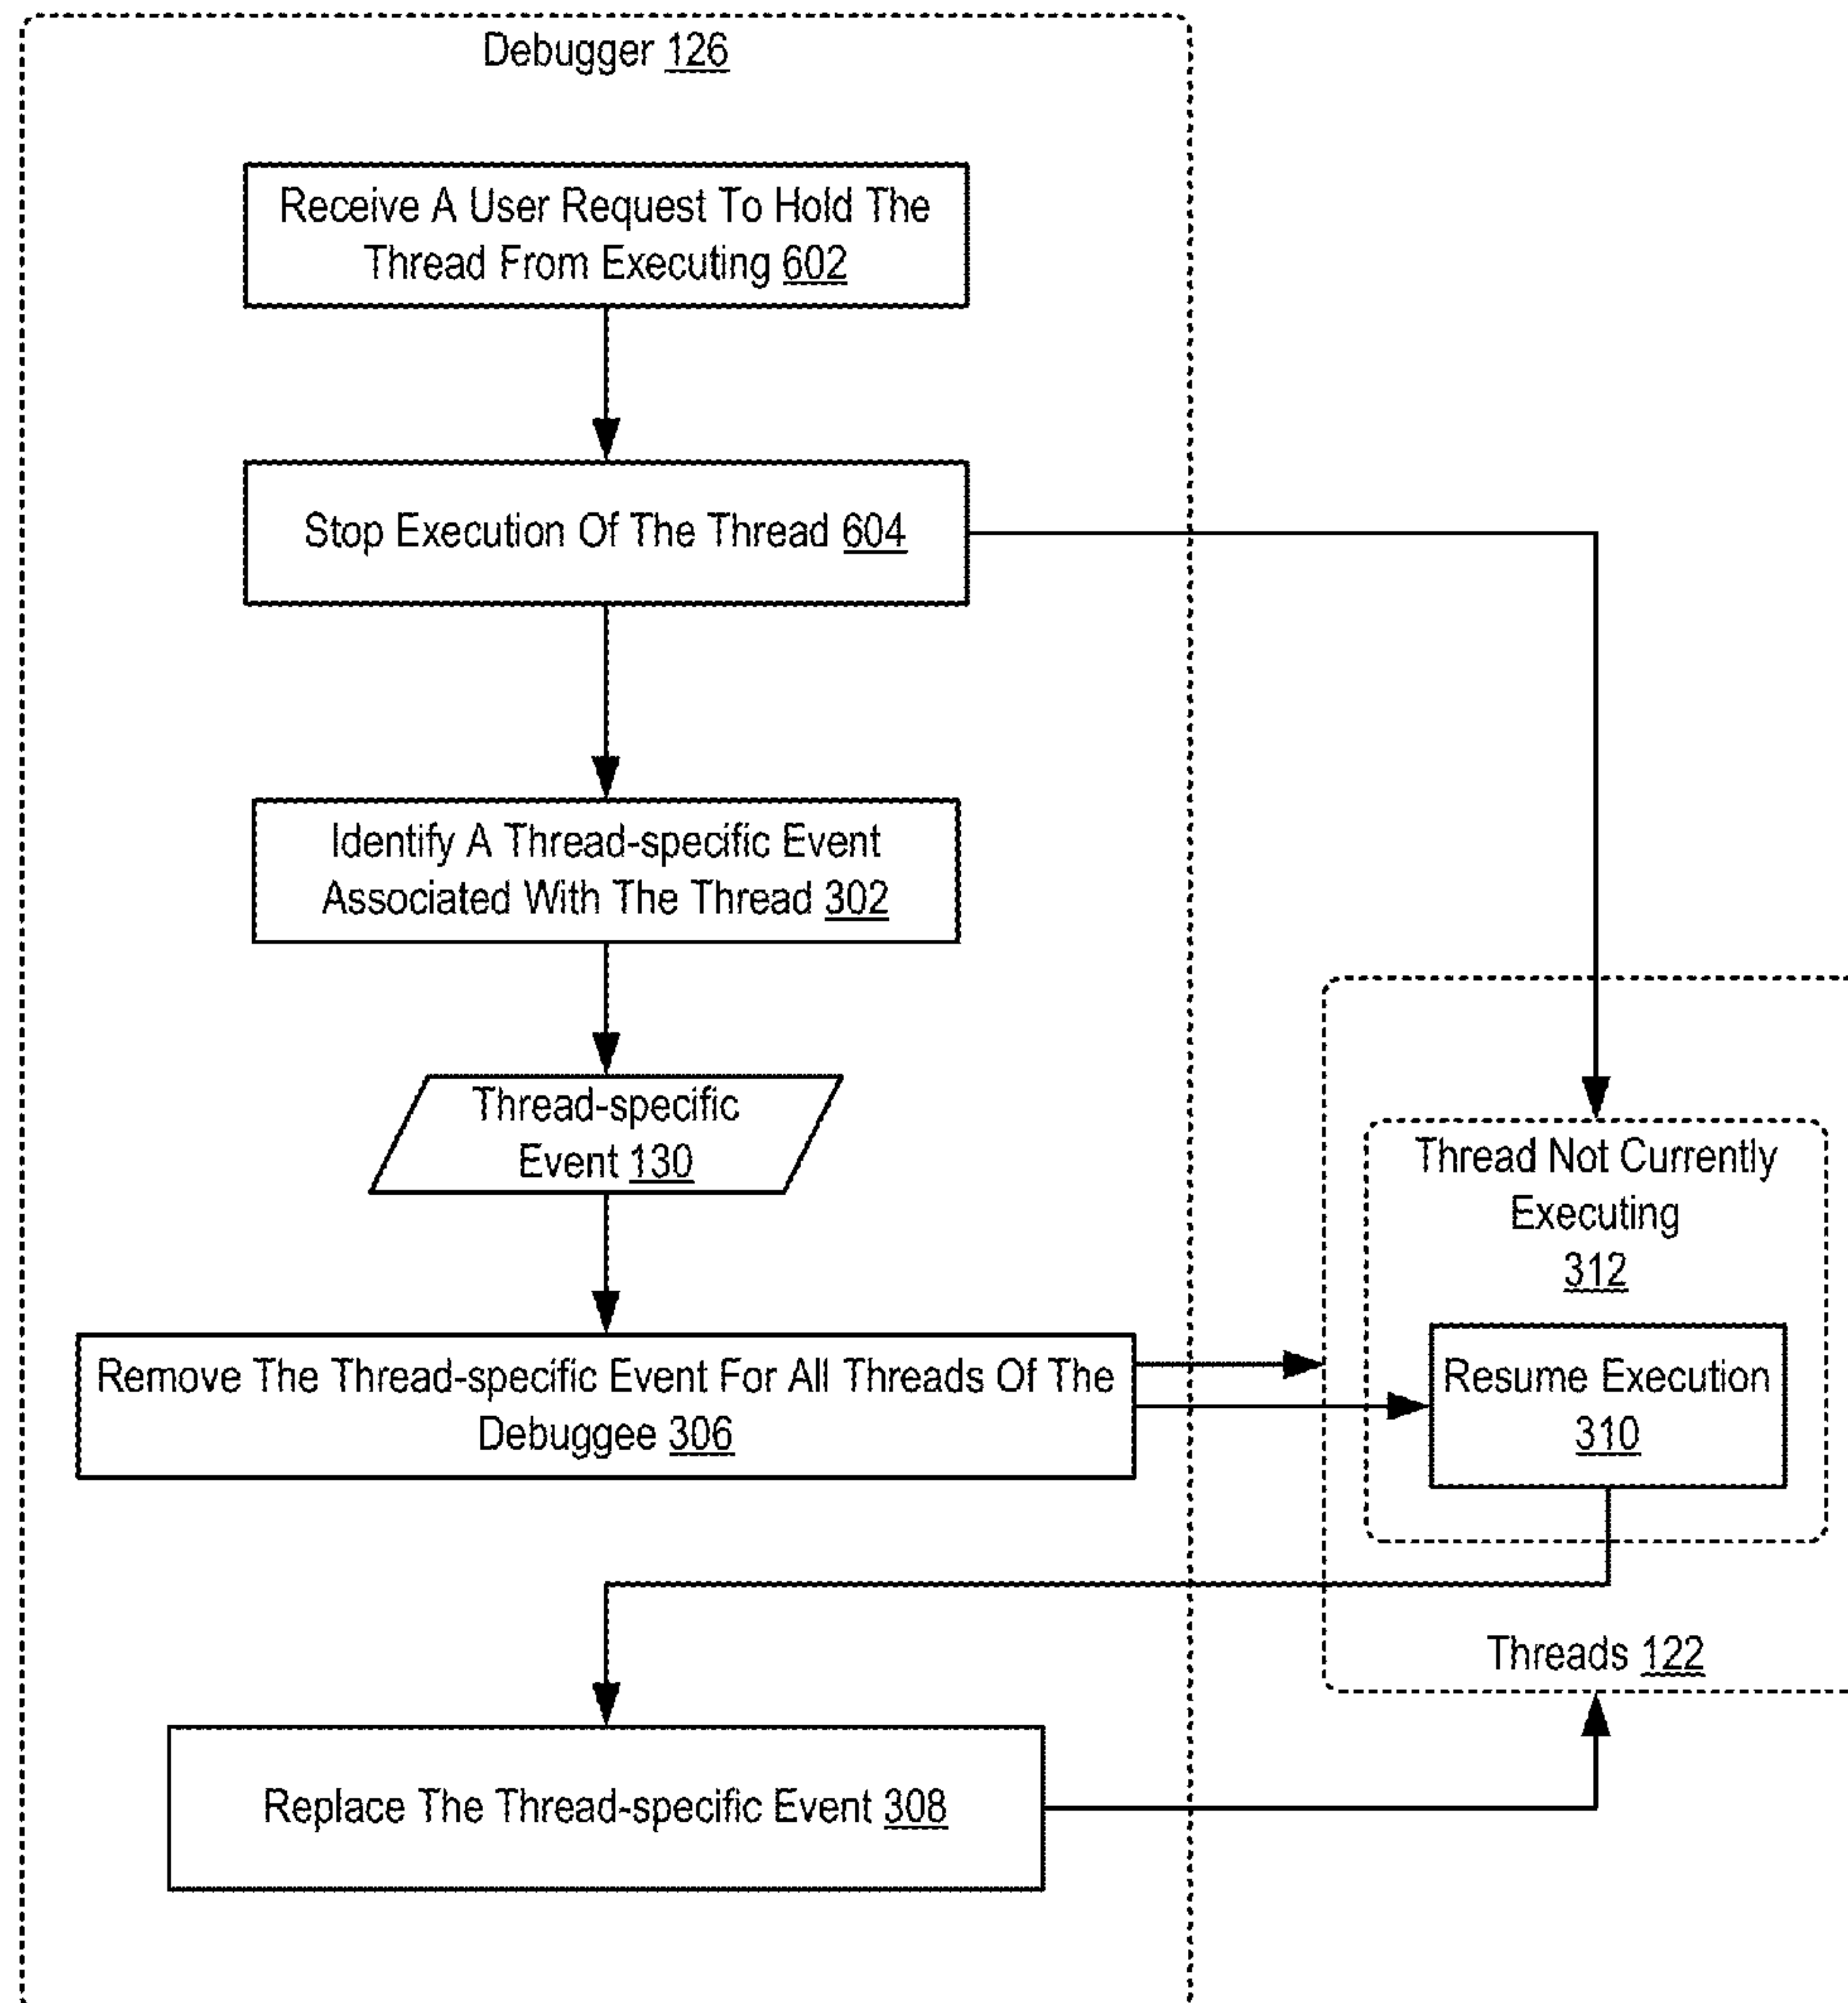 Debugger 126
Receive A User Request To Hold The
Thread From Executing 602
Stop Execution Of The Thread 604
Identify A Thread-specific Event
Associated With The Thread 302
Thread-specific
Event 130
Remove The Thread-specific Event For All Threads Of The
Debuggee 306
Thread Not Currently
Executing
312
Resume Execution
310
Threads 122
Replace The Thread-specific Event 308